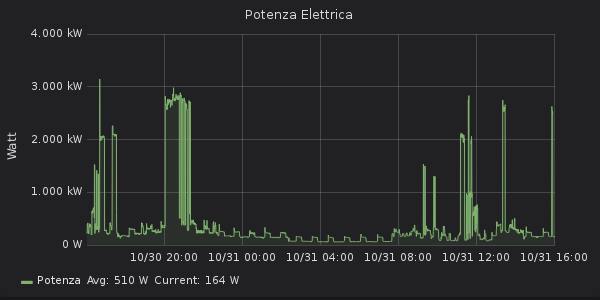 Potenza Elettrica
4.000 kW
3.000 kW
2.000 kW
1.000 kW
0 W
Watt
10/30 20:00 10/31 00:00 10/31 04:00 10/31 08:00 10/31 12:00 10/31 16:00
Potenza Avg: 510 W Current: 164 W